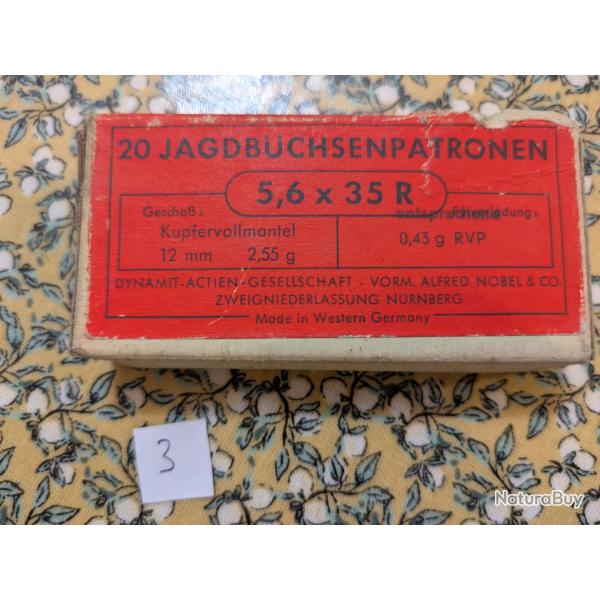 20 JAGDBÜCHSENPATRONEN
5,6 x 35 R
Geschoß:
Kupfervollmantel
12 mm 2,55 g
entsprechend
0,43 g RVP
DYNAMIT-ACTIEN-GESELLSCHAFT - VORM. ALFRED NOBEL & CO.
ZWEIGNIEDERLASSUNG NÜRNBERG
Made in Western Germany
3
NaturaBuy